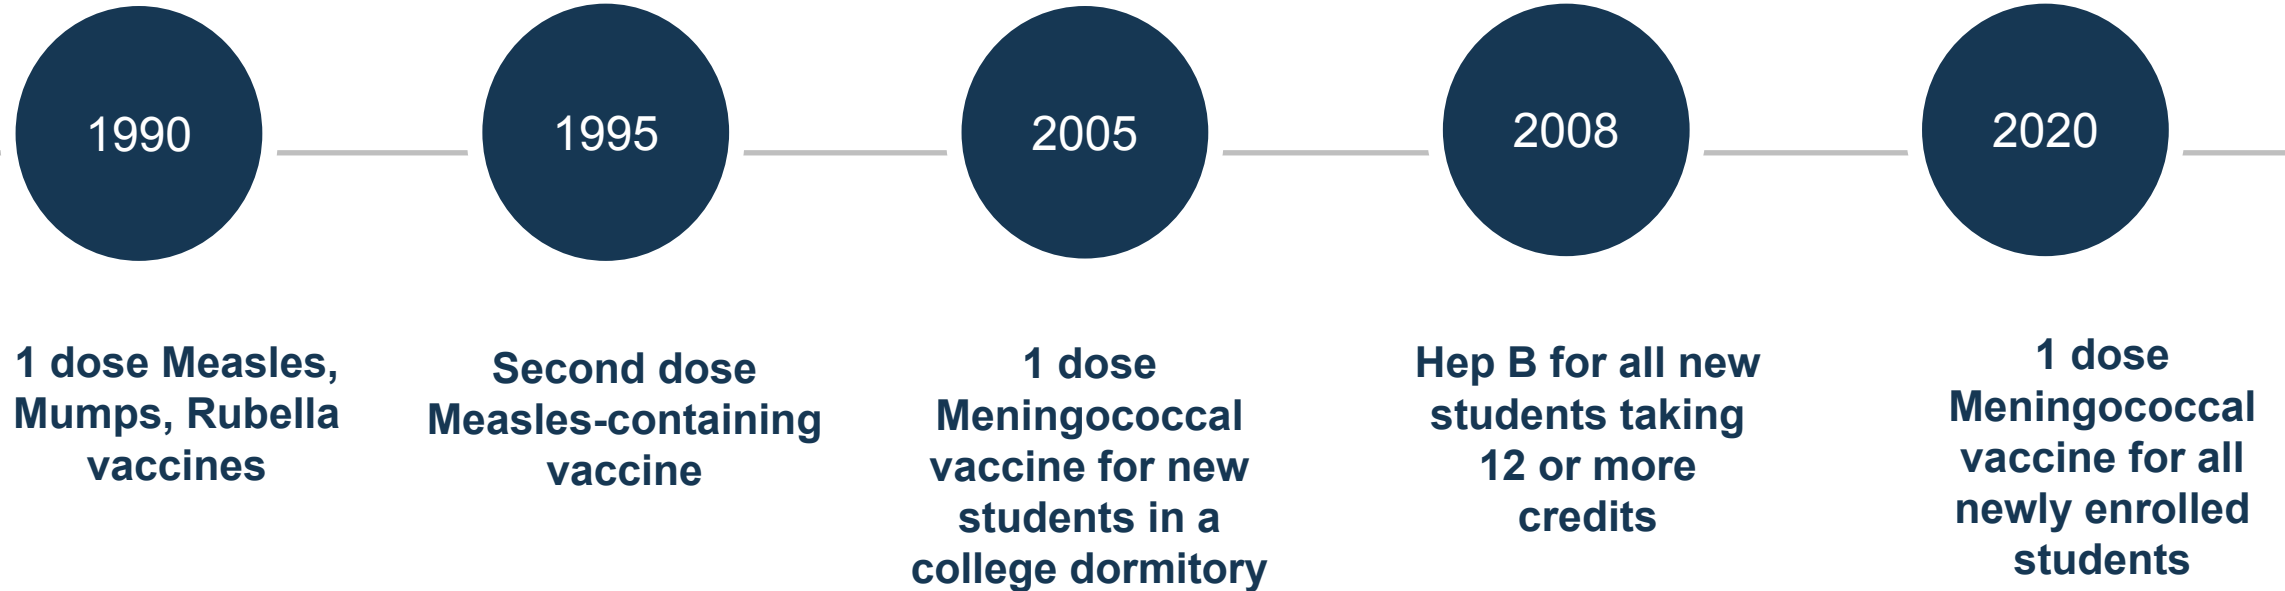 1990
1995
2005
2008
2020
1 dose Measles,
Mumps, Rubella
vaccines
Second dose
Measles-containing
vaccine
1 dose
Meningococcal
vaccine for new
students in a
college dormitory
Hep B for all new
students taking
12 or more
credits
1 dose
Meningococcal
vaccine for all
newly enrolled
students